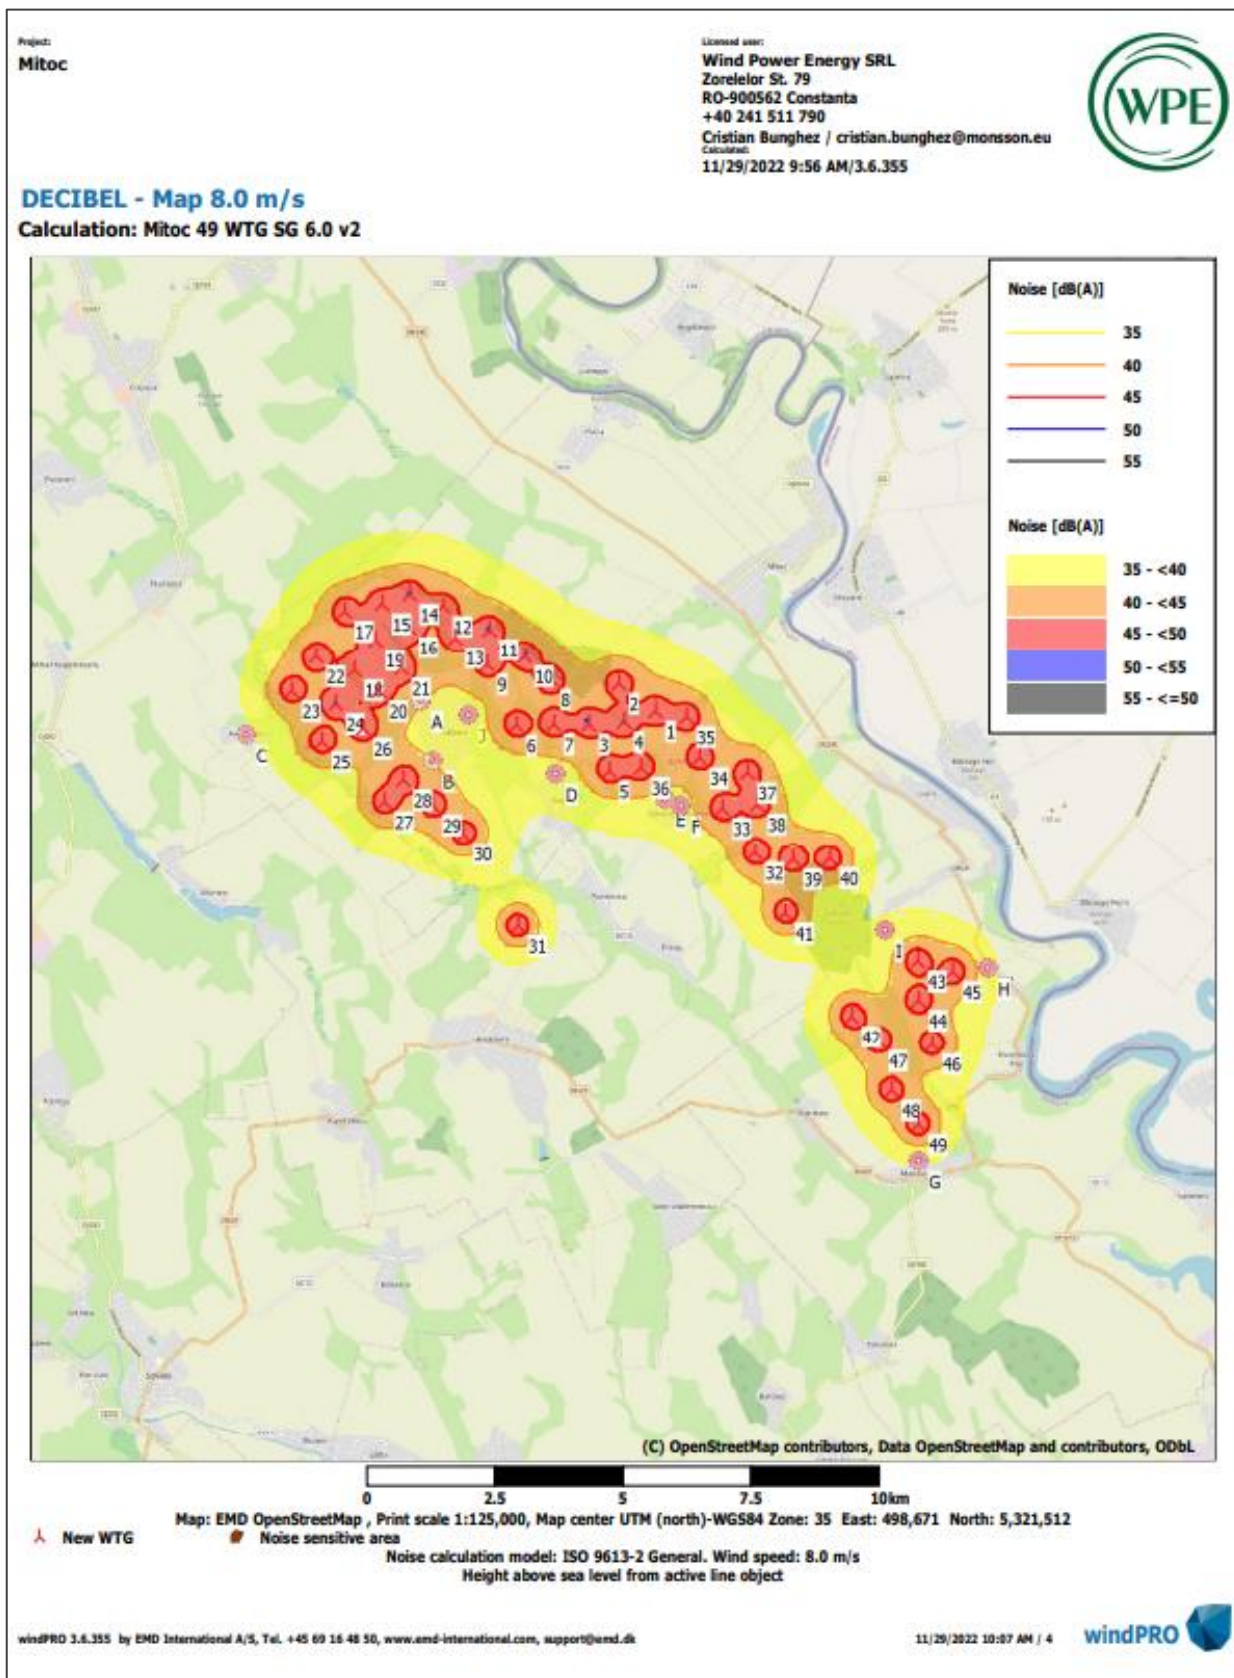 Project:
Mitoc
Licensed user:
Wind Power Energy SRL
Zorelelor St. 79
RO-900562 Constanta
+40 241 511 790
Cristian Bunghez / cristian.bunghez@monsson.eu
Calculated:
11/29/2022 9:56 AM/3.6.355
WPE
DECIBEL - Map 8.0 m/s
Calculation: Mitoc 49 WTG SG 6.0 v2
Noise [dB(A)]
35
40
45
50
55
Noise [dB(A)]
35 - <40
40 - <45
45 - <50
50 - <55
55 - <=50
14
17
15
12
16
11
13
19
22
10
9
18
21
8
23
20
2
A
J
24
1
6
7
3
4
35
26
C
25
B
34
D
5
36
37
28
E
F
27
33
38
29
30
32
39
40
41
31
I
43
45
H
44
42
47
46
48
49
G
(C) OpenStreetMap contributors, Data OpenStreetMap and contributors, ODbL
0 2.5 5 7.5 10km
Map: EMD OpenStreetMap , Print scale 1:125,000, Map center UTM (north)-WGS84 Zone: 35 East: 498,671 North: 5,321,512
New WTG Noise sensitive area
Noise calculation model: ISO 9613-2 General. Wind speed: 8.0 m/s
Height above sea level from active line object
windPRO 3.6.355 by EMD International A/S, Tel. +45 69 16 48 50, www.emd-international.com, support@emd.dk
11/29/2022 10:07 AM / 4
windPRO